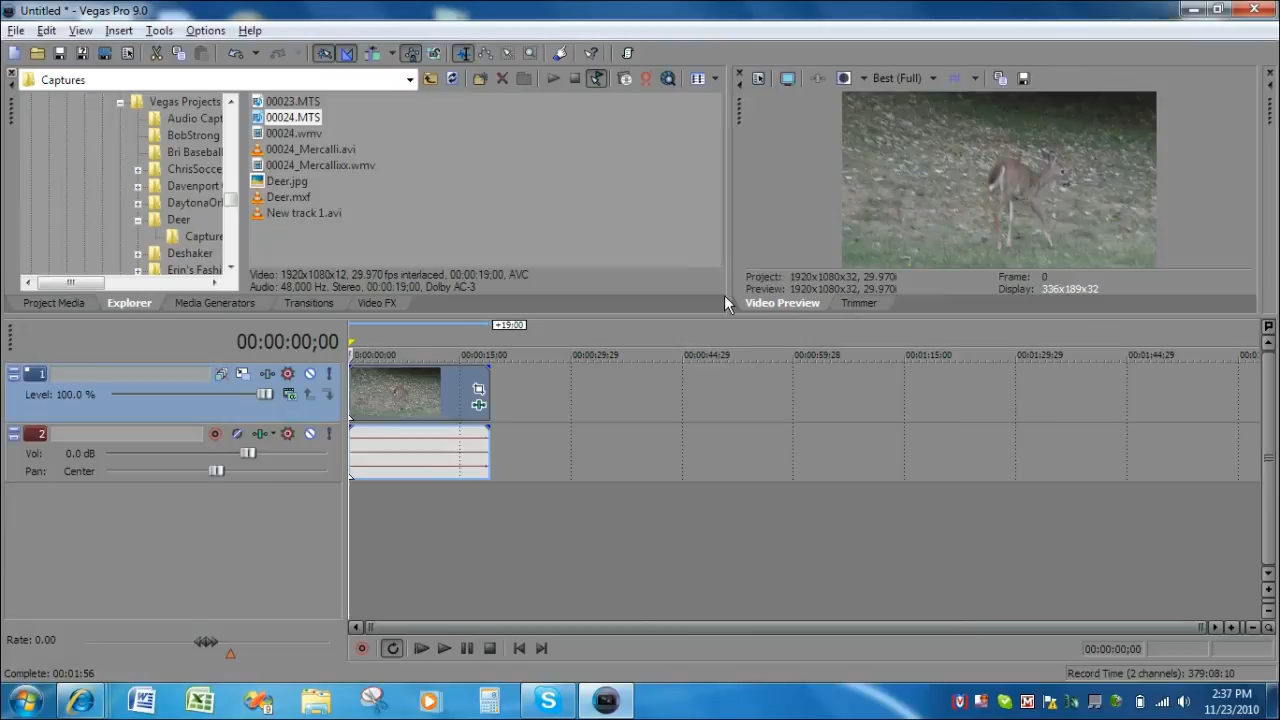 Untitled * - Vegas Pro 9.0
File Edit View Insert Tools Options Help
Captures
Best (Full)
Vegas Projects
Audio Capt
BobStrong
Bri Baseball
ChrisSocce
Davenport
DaytonaOrl
Deer
Capture
Deshaker
Erin's Fashi
00023.MTS
00024.MTS
00024.wmv
00024_Mercalli.avi
00024_Mercallixx.wmv
Deer.jpg
Deer.mxf
New track 1.avi
Video: 1920x1080x12, 29.970 fps interlaced, 00:00:19;00, AVC
Audio: 48,000 Hz, Stereo, 00:00:19;00, Dolby AC-3
Project: 1920x1080x32, 29.970i
Preview: 1920x1080x32, 29.970i
Frame: 0
Display: 336x189x32
Project Media Explorer Media Generators Transitions Video FX
Video Preview Trimmer
00:00:00;00
+19:00
0:00:00;00 00:00:15;00 00:00:29;29 00:00:44;29 00:00:59;28 00:01:15;00 00:01:29;29 00:01:44;29 00:0
1
Level: 100.0 %
2
Vol: 0.0 dB
Pan: Center
Rate: 0.00
00:00:00;00
Complete: 00:01:56
Record Time (2 channels): 379:08:10
2:37 PM
11/23/2010